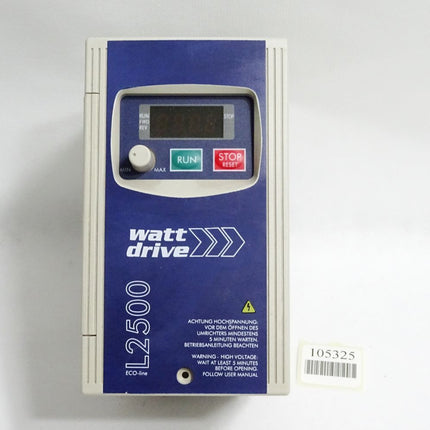 RUN
FWD
REV
STOP
MIN
MAX
RUN
STOP
RESET
watt
drive
L2500
ECO-line
ACHTUNG HOCHSPANNUNG:
VOR DEM ÖFFNEN DES
UMRICHTERS MINDESTENS
5 MINUTEN WARTEN.
BETRIEBSANLEITUNG BEACHTEN
WARNING - HIGH VOLTAGE:
WAIT AT LEAST 5 MINUTES
BEFORE OPENING.
FOLLOW USER MANUAL
105325